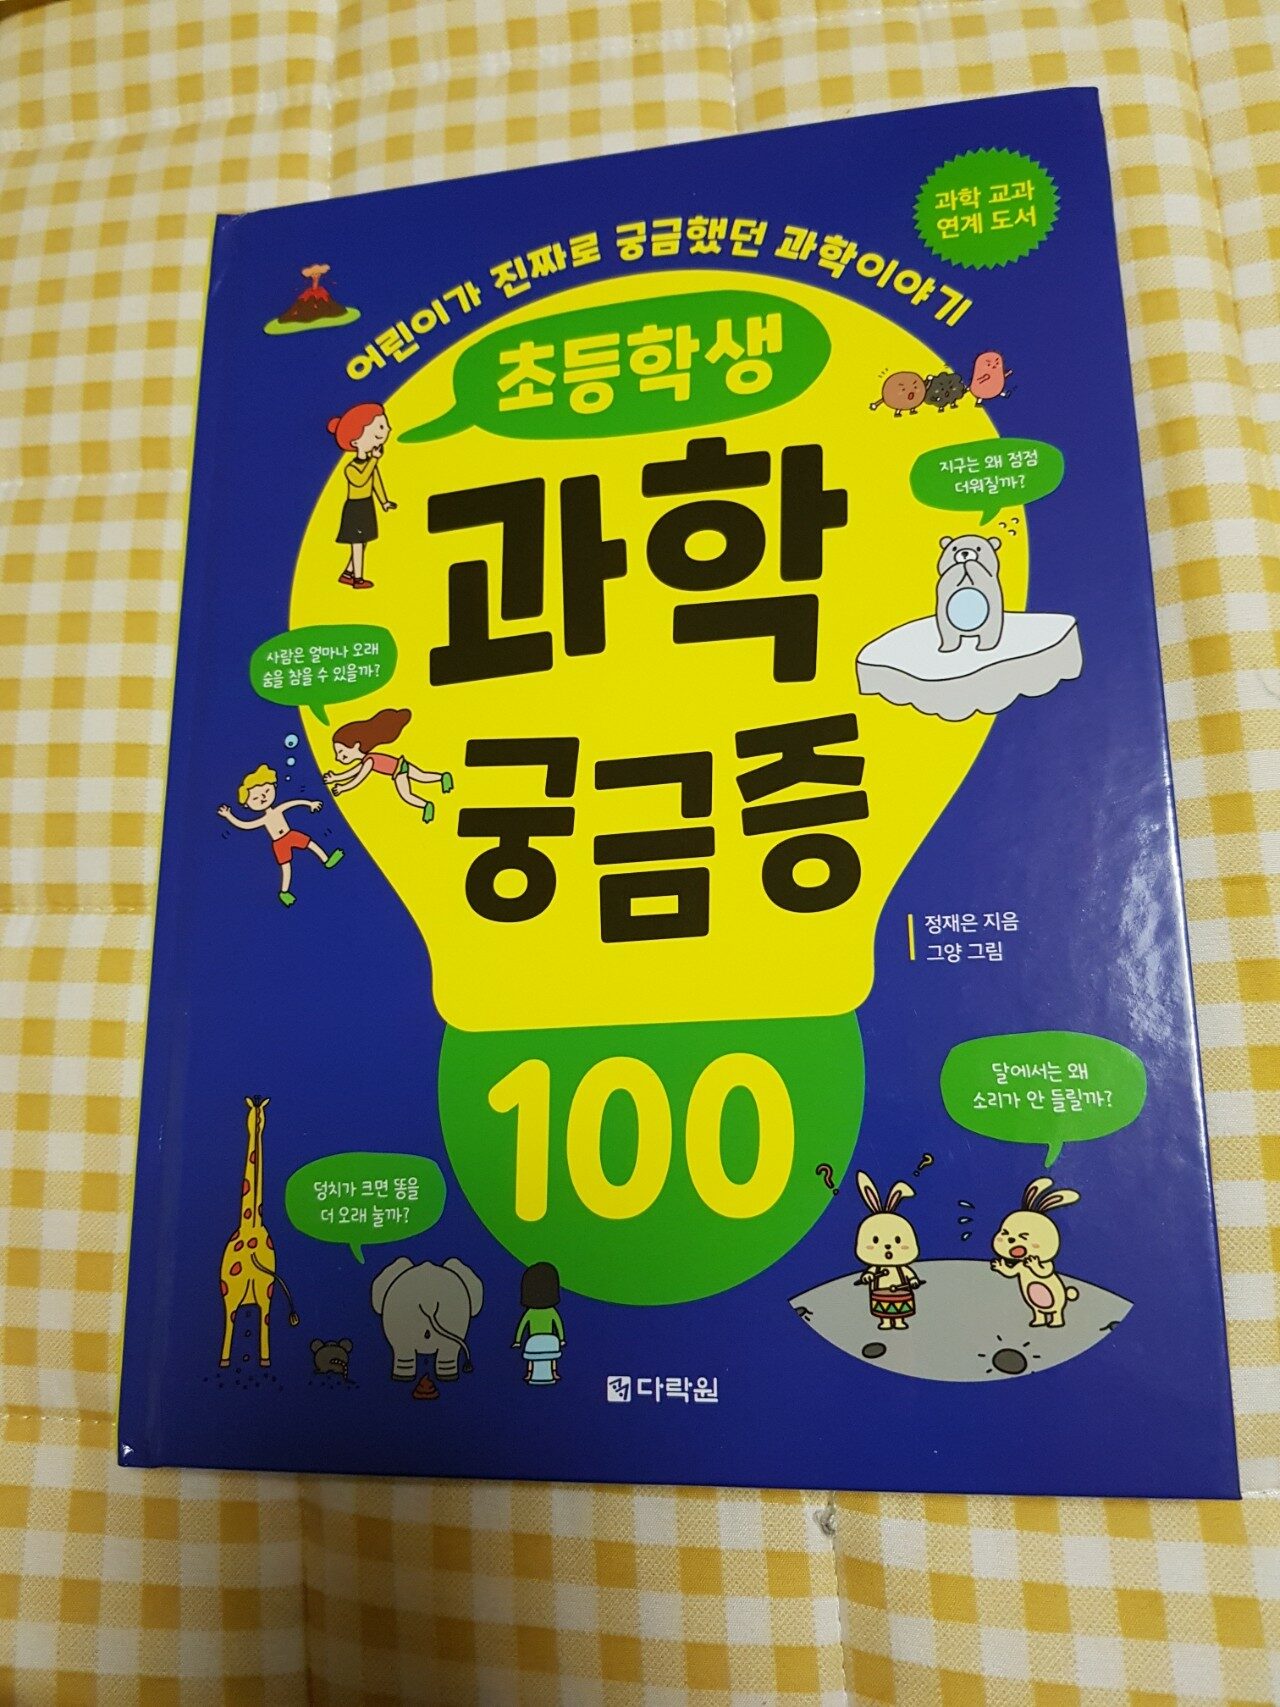 과학 교과
연계 도서
어린이가 진짜로 궁금했던 과학이야기
초등학생
과학
궁금증
100
지구는 왜 점점
더워질까?
사람은 얼마나 오래
숨을 참을 수 있을까?
정재은 지음
그양 그림
달에서는 왜
소리가 안 들릴까?
덩치가 크면 똥을
더 오래 눌까?
?
?
다락원